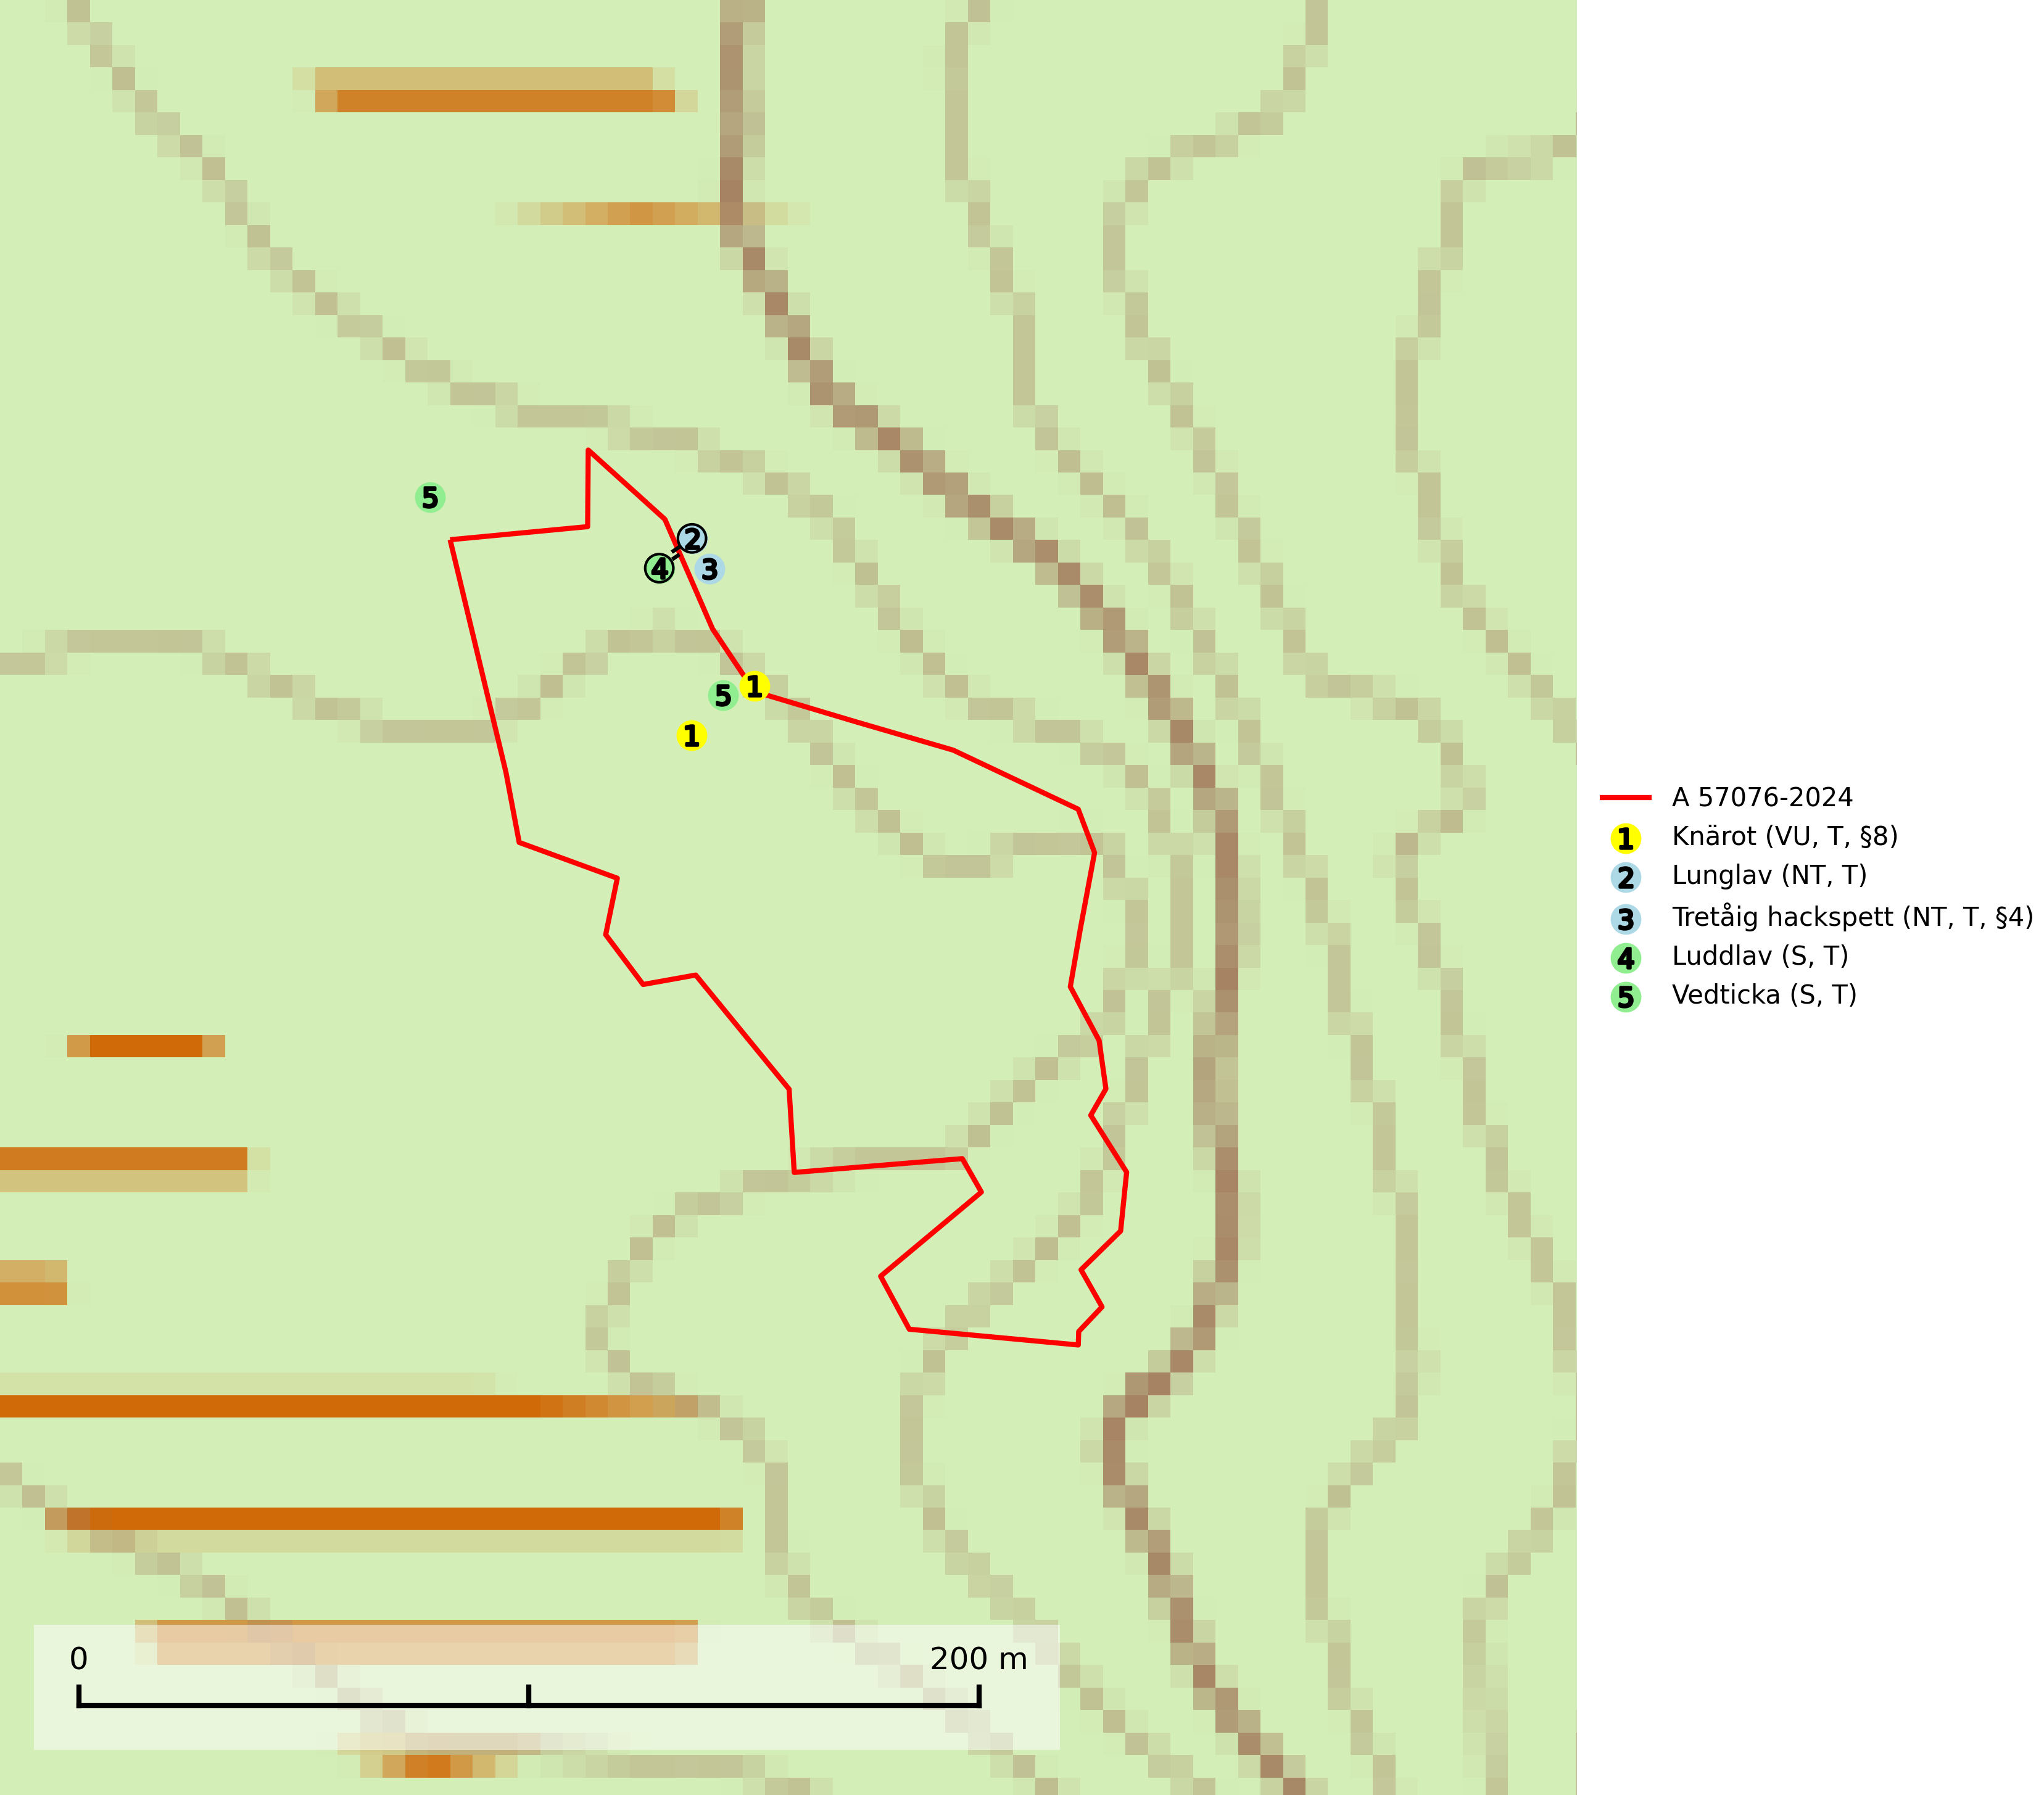 5
2
4
3
5
1
1
A 57076-2024
1 Knärot (VU, T, §8)
2 Lunglav (NT, T)
3 Tretåig hackspett (NT, T, §4)
4 Luddlav (S, T)
5 Vedticka (S, T)
0 200 m